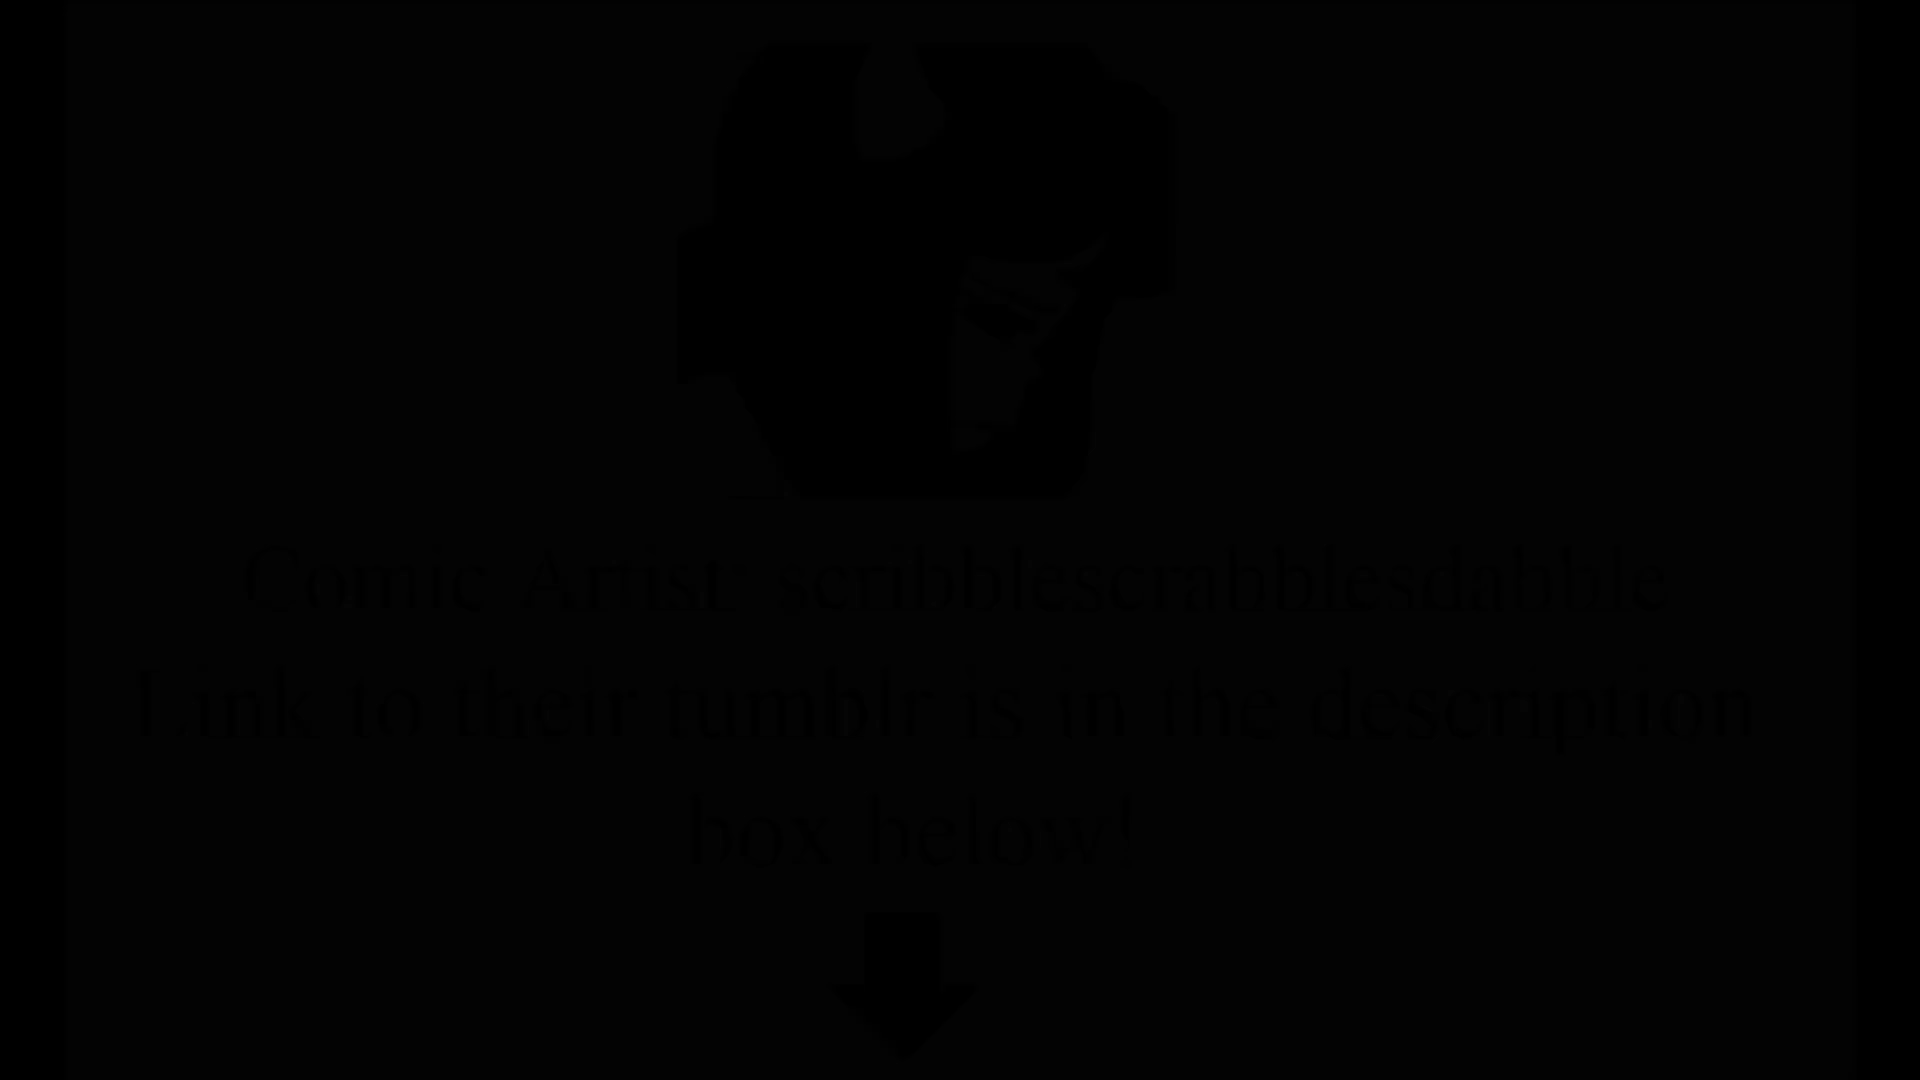 Comic Artist: scribblescrabblesdabble
Link to their tumblr is in the description
box below!